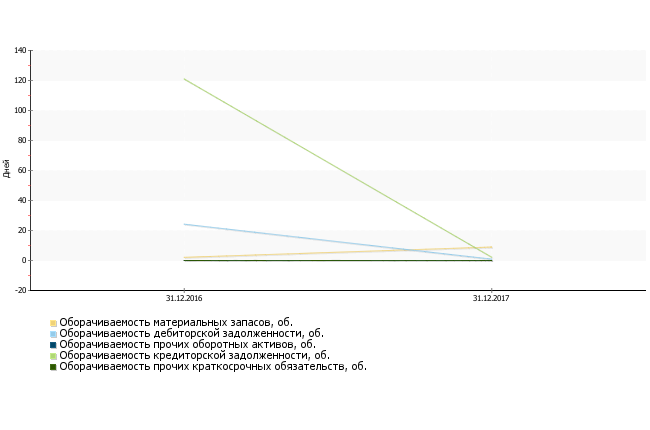 140
120
100
80
60
40
20
0
-20
Дней
31.12.2016
31.12.2017
Оборачиваемость материальных запасов, об.
Оборачиваемость дебиторской задолженности, об.
Оборачиваемость прочих оборотных активов, об.
Оборачиваемость кредиторской задолженности, об.
Оборачиваемость прочих краткосрочных обязательств, об.